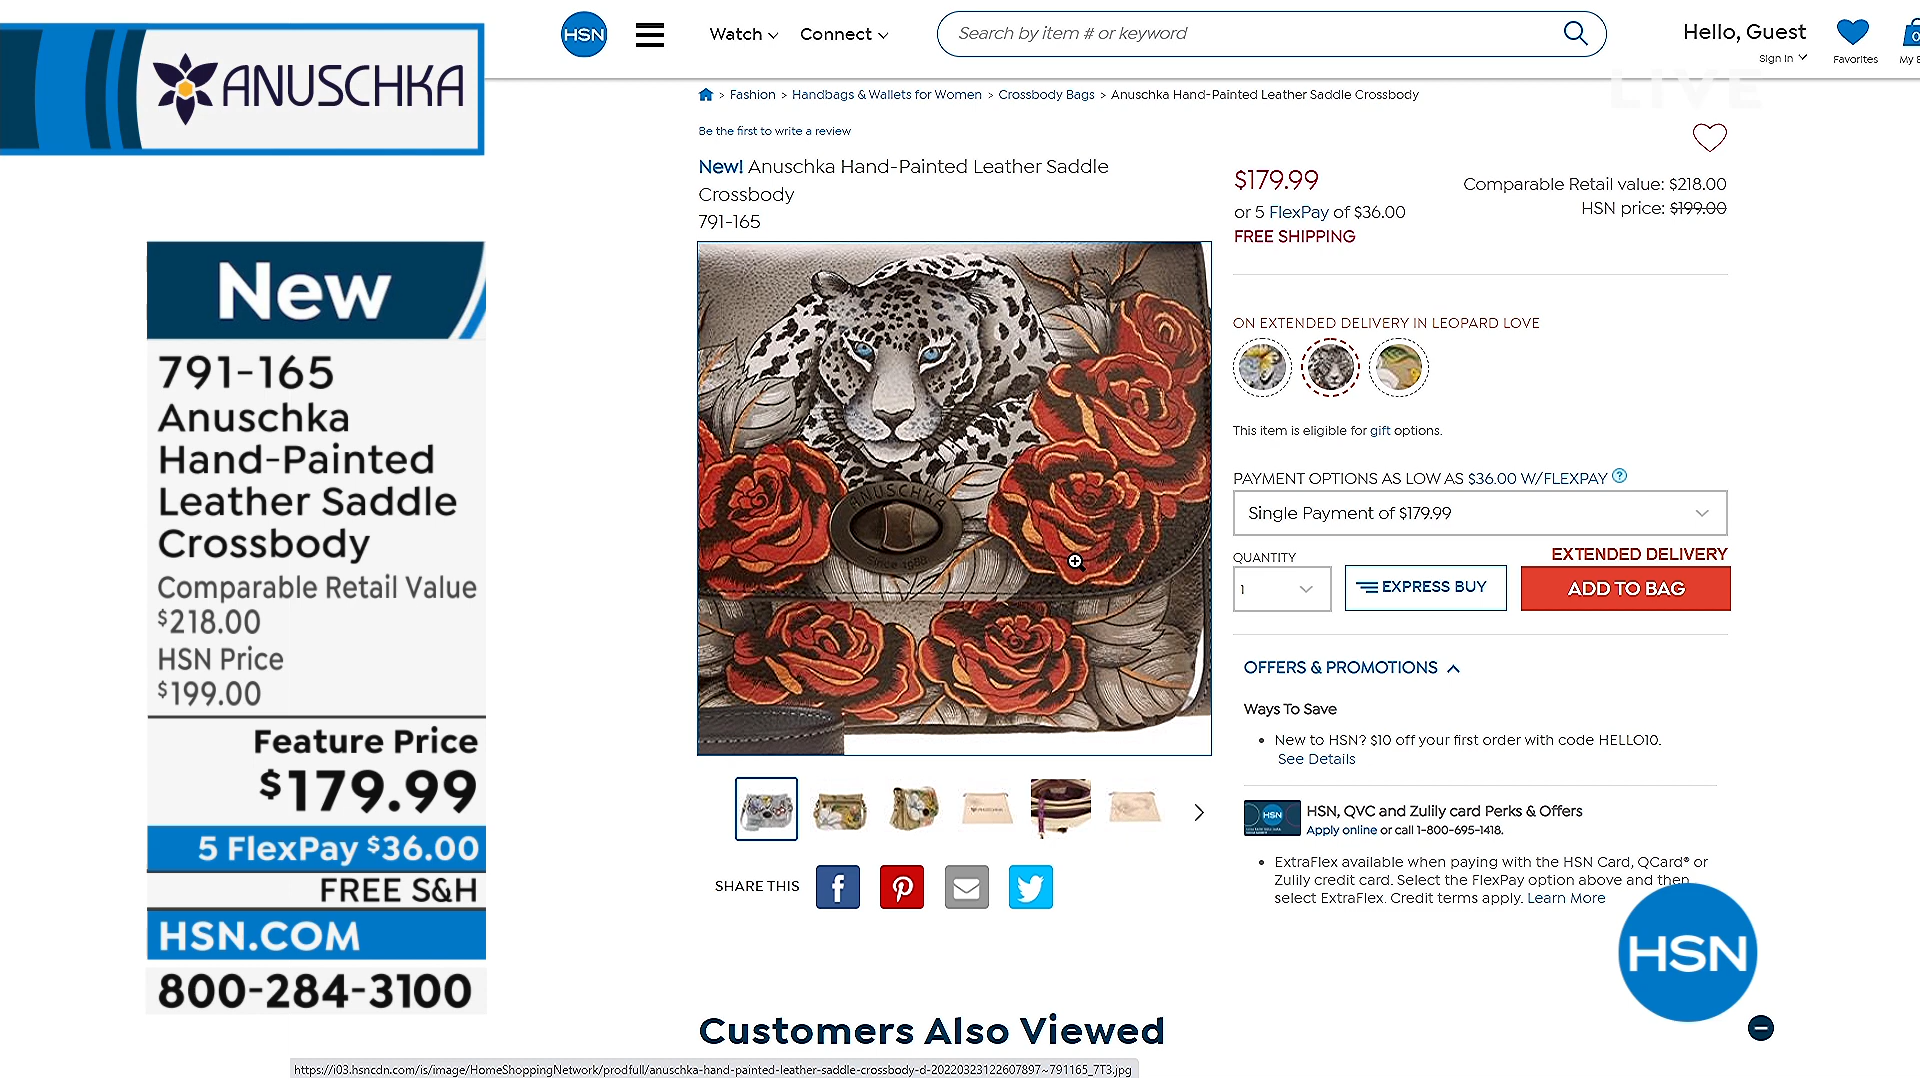 ANUSCHKA
New
791-165
Anuschka
Hand-Painted
Leather Saddle
Crossbody
Comparable Retail Value
$218.00
HSN Price
$199.00
Feature Price
$179.99
5 FlexPay $36.00
FREE S&H
HSN.COM
800-284-3100
HSN
Watch
Connect
Search by item # or keyword
Hello, Guest
Sign In
Favorites
0
My B
LIVE
> Fashion > Handbags & Wallets for Women > Crossbody Bags > Anuschka Hand-Painted Leather Saddle Crossbody
Be the first to write a review
New! Anuschka Hand-Painted Leather Saddle
Crossbody
791-165
ANUSCHKA
Since 1988
ANUSCHKA
SHARE THIS
$179.99
or 5 FlexPay of $36.00
FREE SHIPPING
Comparable Retail value: $218.00
HSN price: $199.00
ON EXTENDED DELIVERY IN LEOPARD LOVE
This item is eligible for gift options.
PAYMENT OPTIONS AS LOW AS $36.00 W/FLEXPAY ?
Single Payment of $179.99
QUANTITY
1
EXPRESS BUY
EXTENDED DELIVERY
ADD TO BAG
OFFERS & PROMOTIONS
Ways To Save
• New to HSN? $10 off your first order with code HELLO10.
See Details
HSN
HSN, QVC and Zulily card Perks & Offers
Apply online or call 1-800-695-1418.
• ExtraFlex available when paying with the HSN Card, QCard® or
Zulily credit card. Select the FlexPay option above and then
select ExtraFlex. Credit terms apply. Learn More
HSN
Customers Also Viewed
https://i03.hsncdn.com/is/image/HomeShoppingNetwork/prodfull/anuschka-hand-painted-leather-saddle-crossbody-d-20220323122607897~791165_7T3.jpg